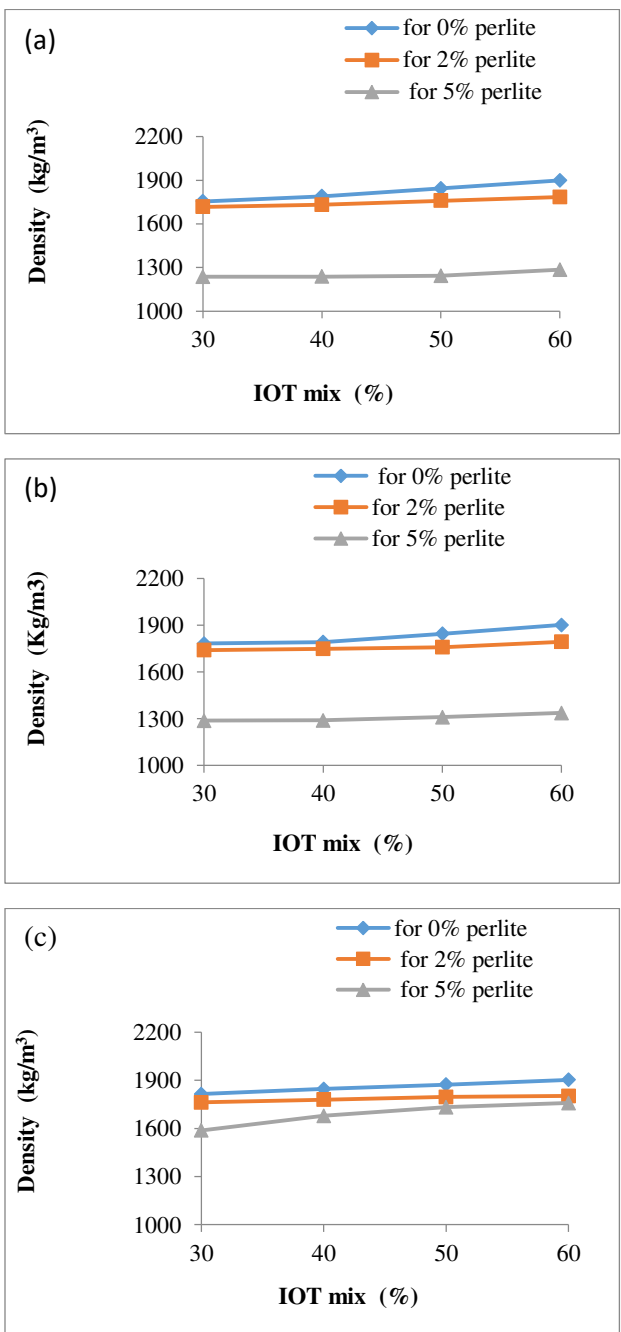 (a)
for 0% perlite
for 2% perlite
for 5% perlite
Density (kg/m³)
2200
1900
1600
1300
1000
30 40 50 60
IOT mix (%)
(b)
for 0% perlite
for 2% perlite
for 5% perlite
Density (Kg/m3)
2200
1900
1600
1300
1000
30 40 50 60
IOT mix (%)
(c)
for 0% perlite
for 2% perlite
for 5% perlite
Density (kg/m³)
2200
1900
1600
1300
1000
30 40 50 60
IOT mix (%)